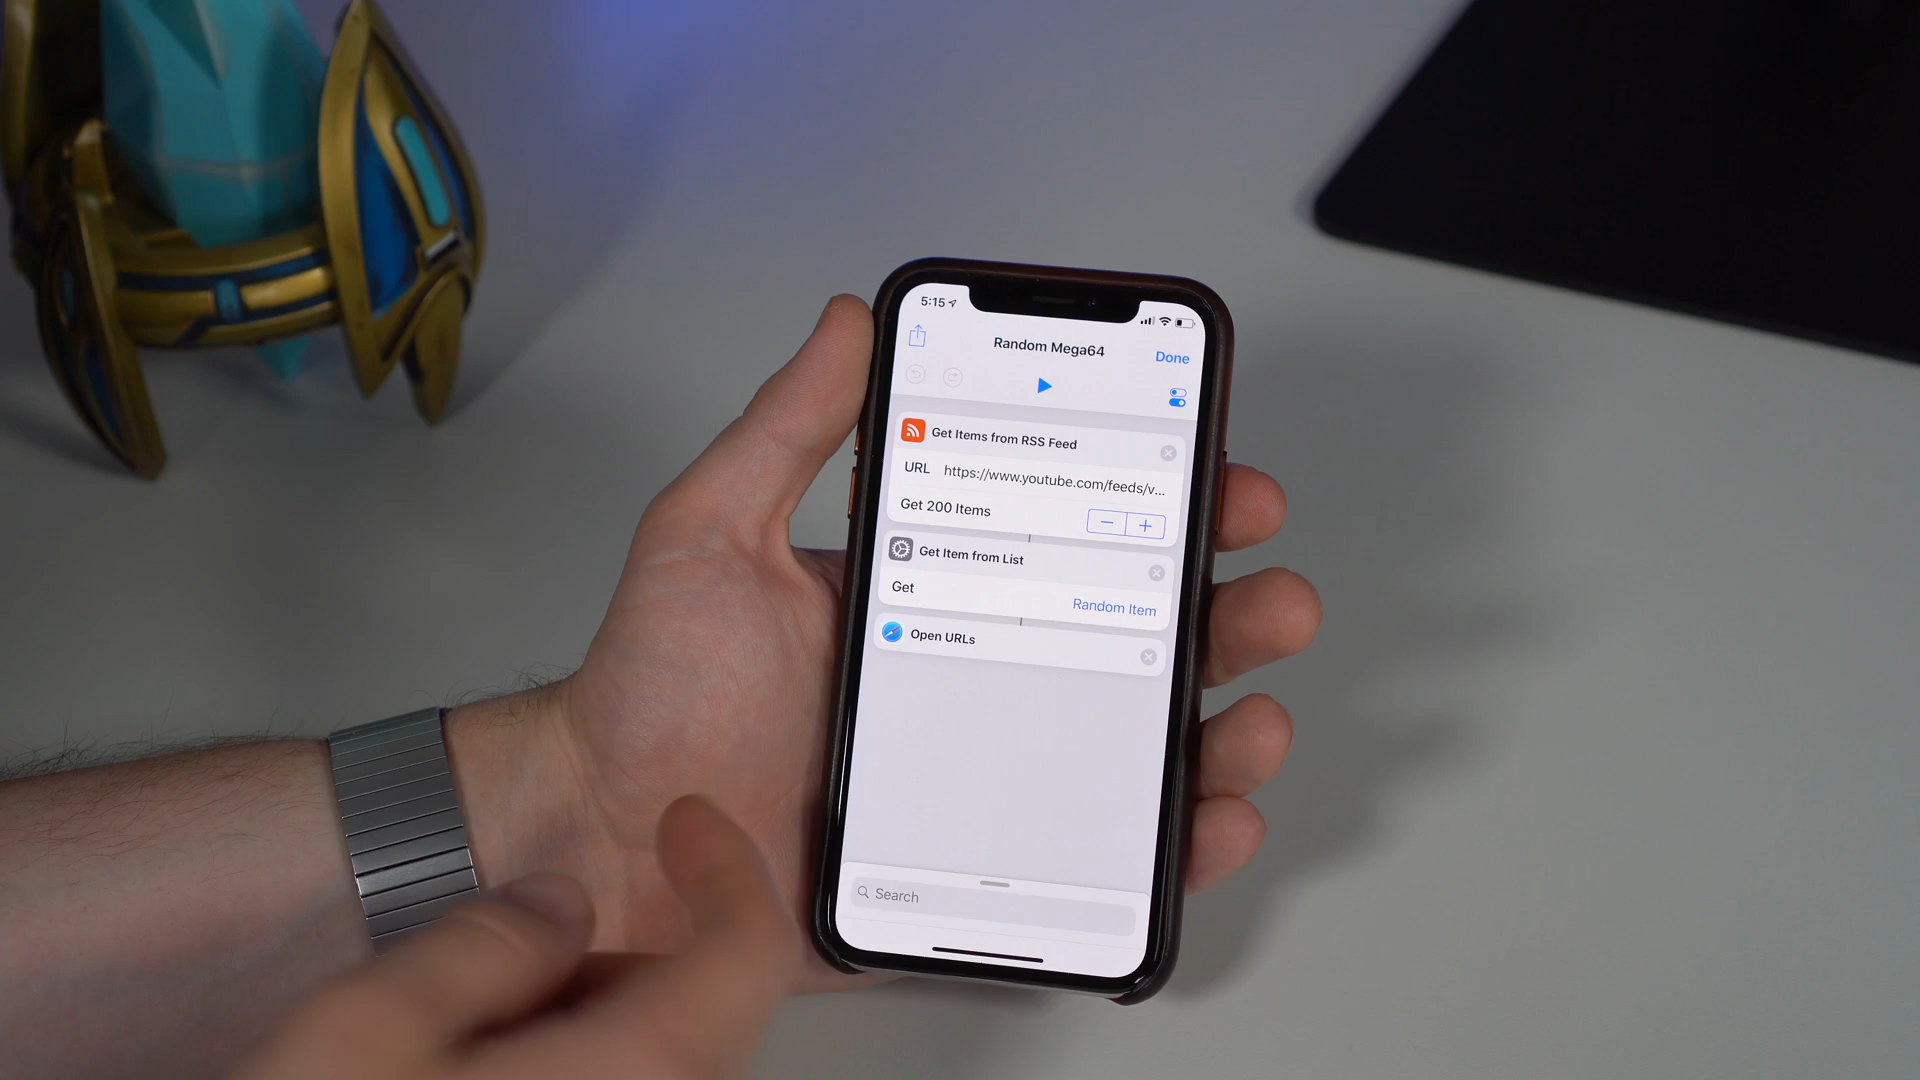 5:15
Random Mega64
Done
Get Items from RSS Feed
URL https://www.youtube.com/feeds/v...
Get 200 Items
− +
Get Item from List
Get Random Item
Open URLs
Search